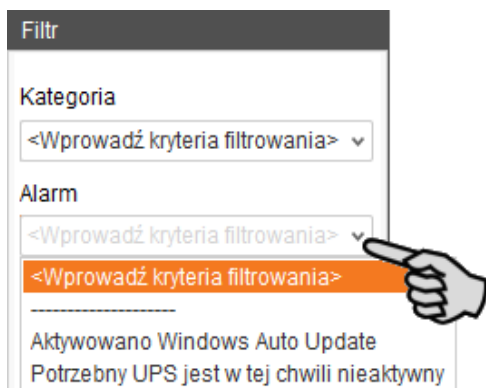 Filtr
Kategoria
<Wprowadź kryteria filtrowania>
Alarm
<Wprowadź kryteria filtrowania>
<Wprowadź kryteria filtrowania>
--------------------
Aktywowano Windows Auto Update
Potrzebny UPS jest w tej chwili nieaktywny